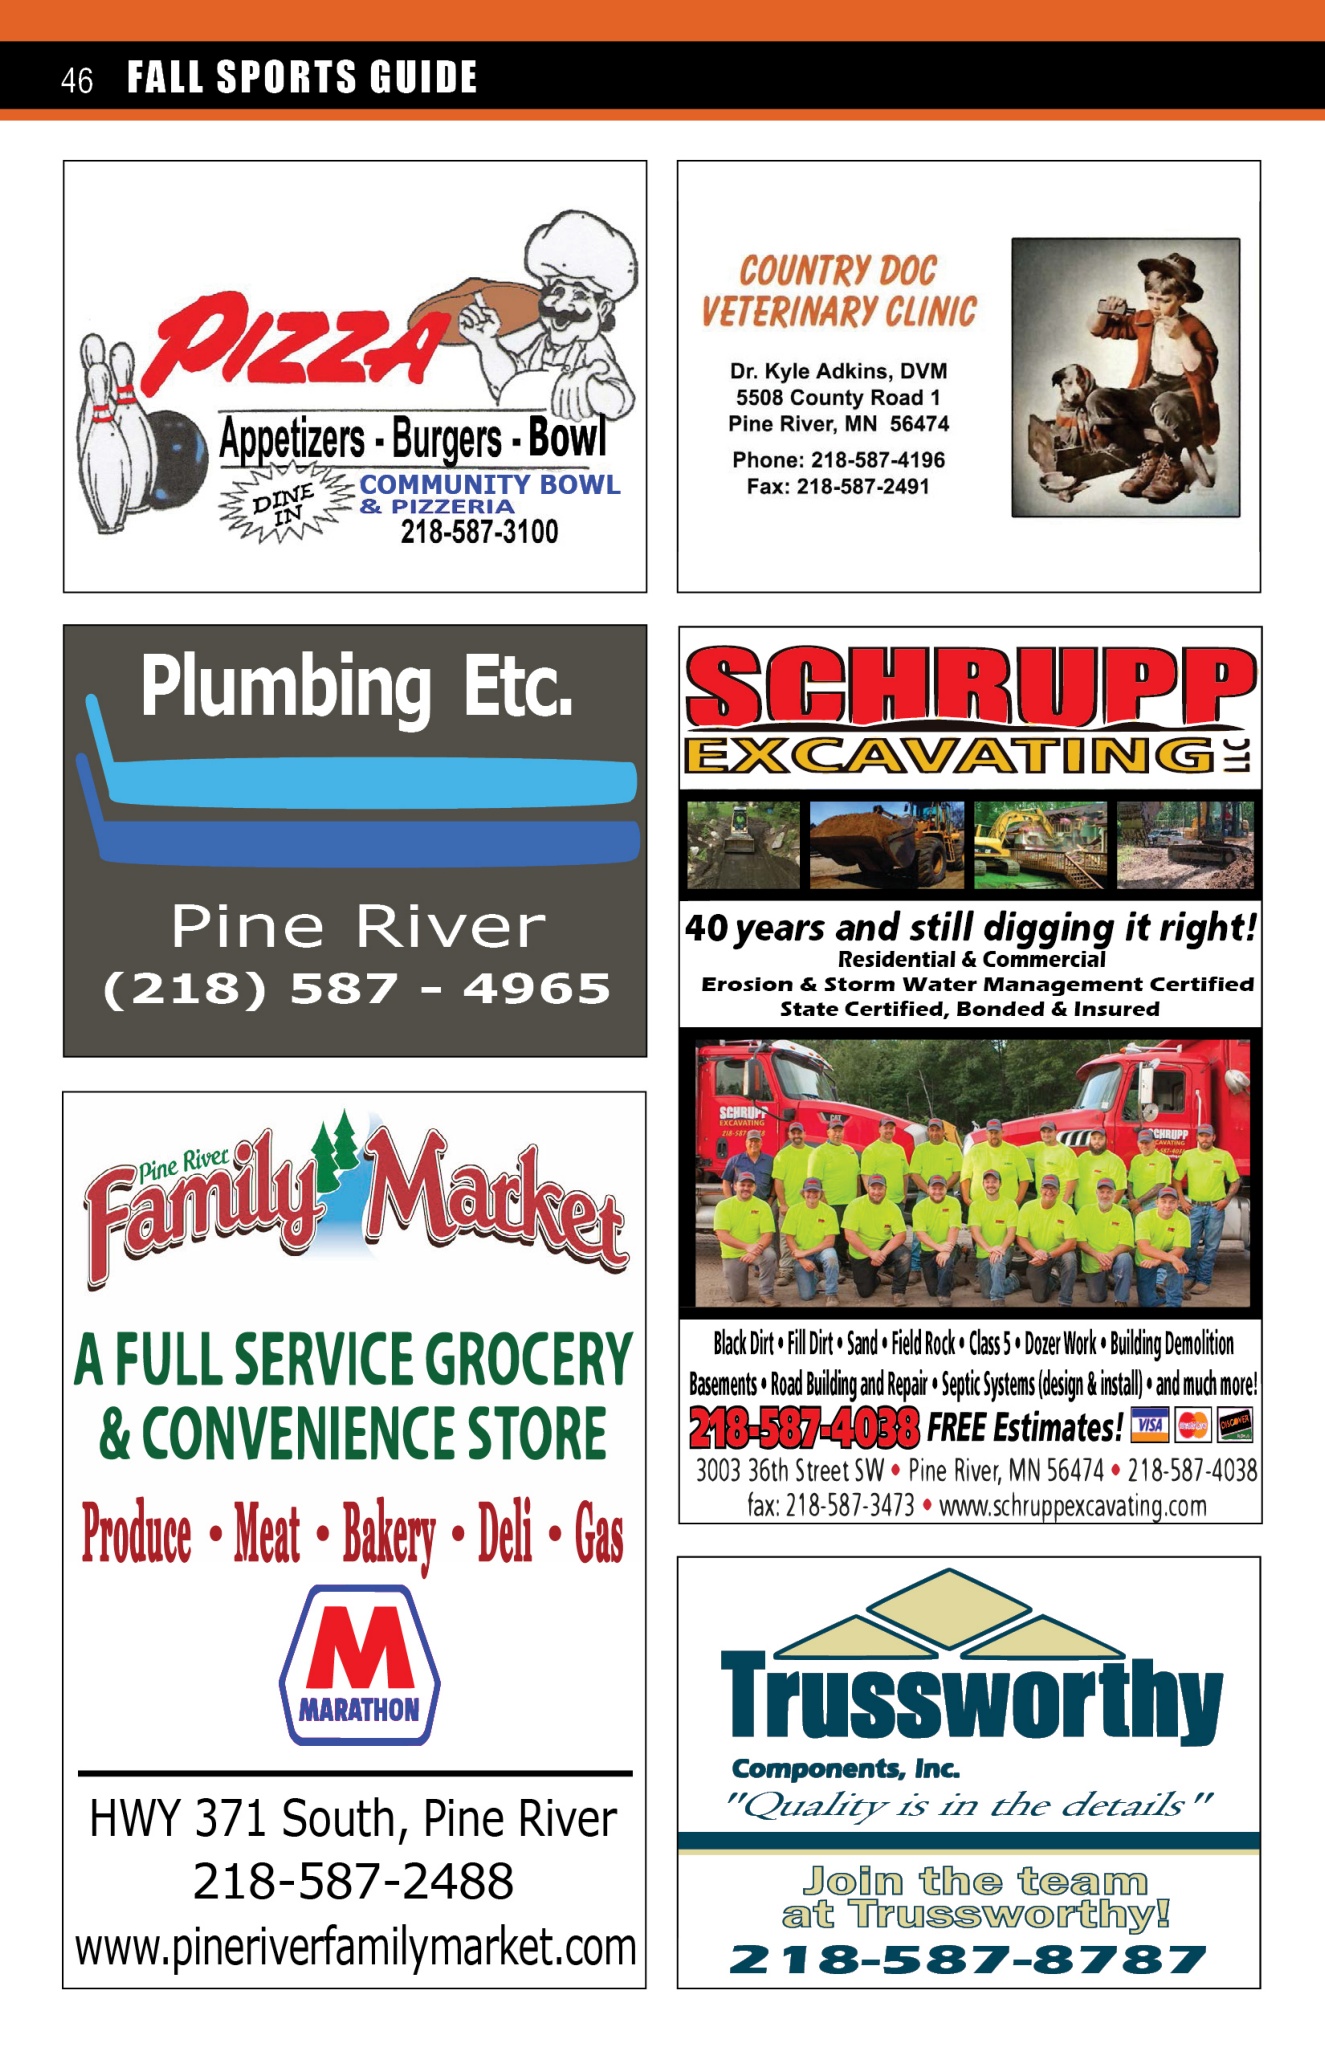 46 FALL SPORTS GUIDE
PIZZA
Appetizers - Burgers - Bowl
DINE
IN
COMMUNITY BOWL
& PIZZERIA
218-587-3100
COUNTRY DOC
VETERINARY CLINIC
Dr. Kyle Adkins, DVM
5508 County Road 1
Pine River, MN 56474
Phone: 218-587-4196
Fax: 218-587-2491
Plumbing Etc.
Pine River
(218) 587 - 4965
SCHRUPP
EXCAVATING LLC
40 years and still digging it right!
Residential & Commercial
Erosion & Storm Water Management Certified
State Certified, Bonded & Insured
SCHRUPP
EXCAVATING
CAT
SCHRUPP
Black Dirt • Fill Dirt • Sand • Field Rock • Class 5 • Dozer Work • Building Demolition
Basements • Road Building and Repair • Septic Systems (design & install) • and much more!
218-587-4038 FREE Estimates! VISA MasterCard DISCOVER
3003 36th Street SW • Pine River, MN 56474 • 218-587-4038
fax: 218-587-3473 • www.schruppexcavating.com
Pine River
Family Market
A FULL SERVICE GROCERY
& CONVENIENCE STORE
Produce • Meat • Bakery • Deli • Gas
M
MARATHON
HWY 371 South, Pine River
218-587-2488
www.pineriverfamilymarket.com
Trussworthy
Components, Inc.
"Quality is in the details"
Join the team
at Trussworthy!
218-587-8787